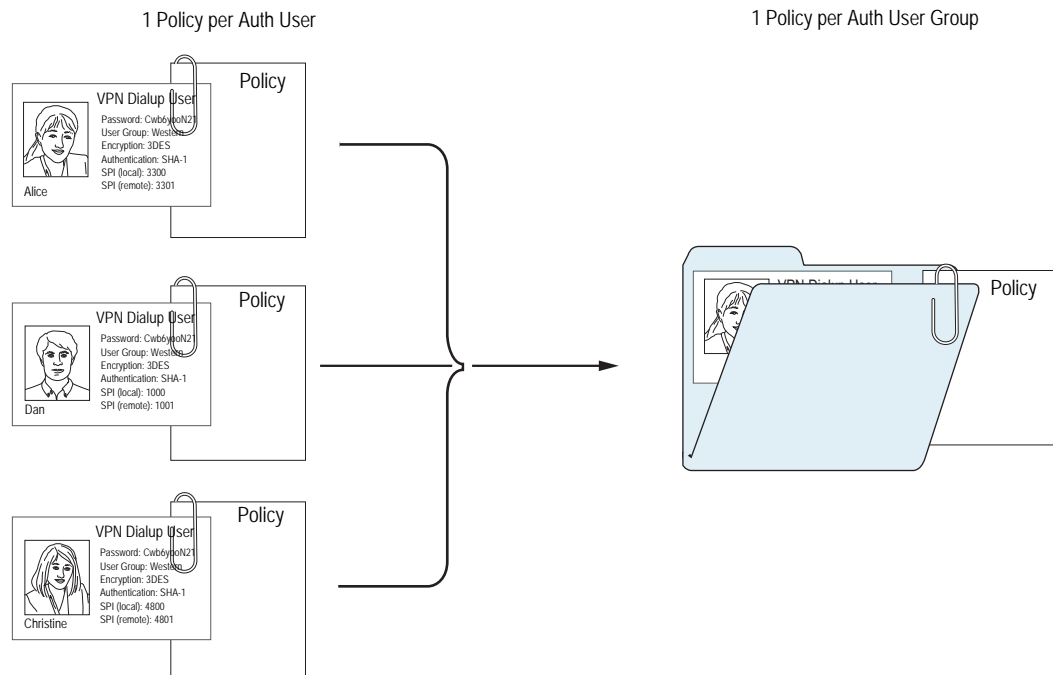 1 Policy per Auth User
1 Policy per Auth User Group
Policy
VPN Dialup User
Password: Cwb6yooN21
User Group: Western
Encryption: 3DES
Authentication: SHA-1
SPI (local): 3300
SPI (remote): 3301
Alice
Policy
VPN Dialup User
Password: Cwb6yooN21
User Group: Western
Encryption: 3DES
Authentication: SHA-1
SPI (local): 1000
SPI (remote): 1001
Dan
Policy
VPN Dialup User
Password: Cwb6yooN21
User Group: Western
Encryption: 3DES
Authentication: SHA-1
SPI (local): 4800
SPI (remote): 4801
Christine
VPN Dialup User
Policy